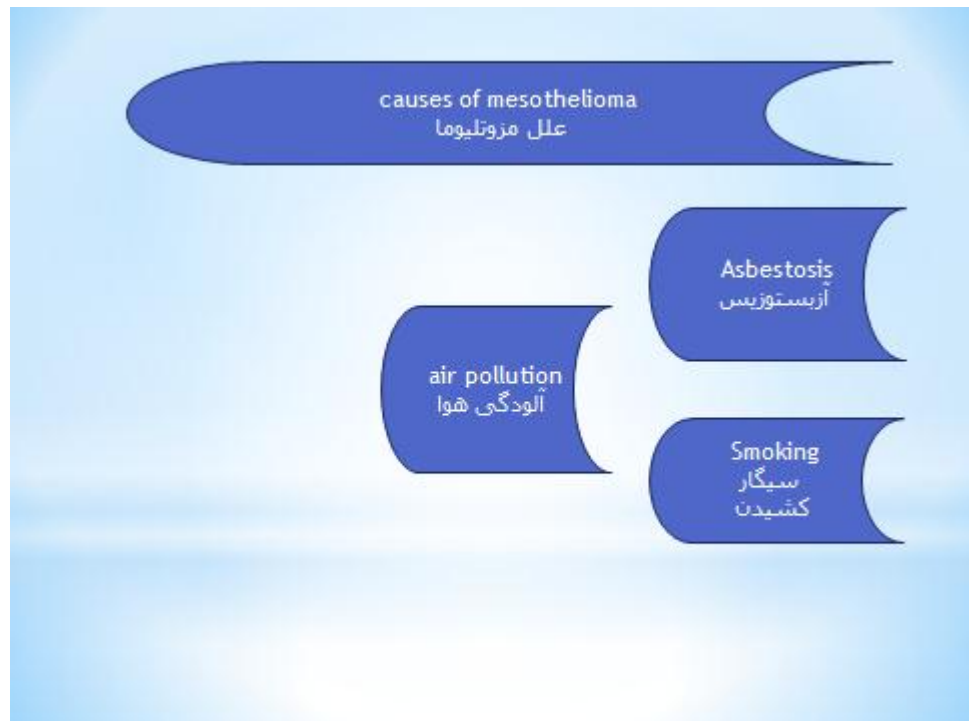 causes of mesothelioma
علل مزوتلیوما
Asbestosis
آزبستوزیس
air pollution
آلودگی هوا
Smoking
سیگار
کشیدن